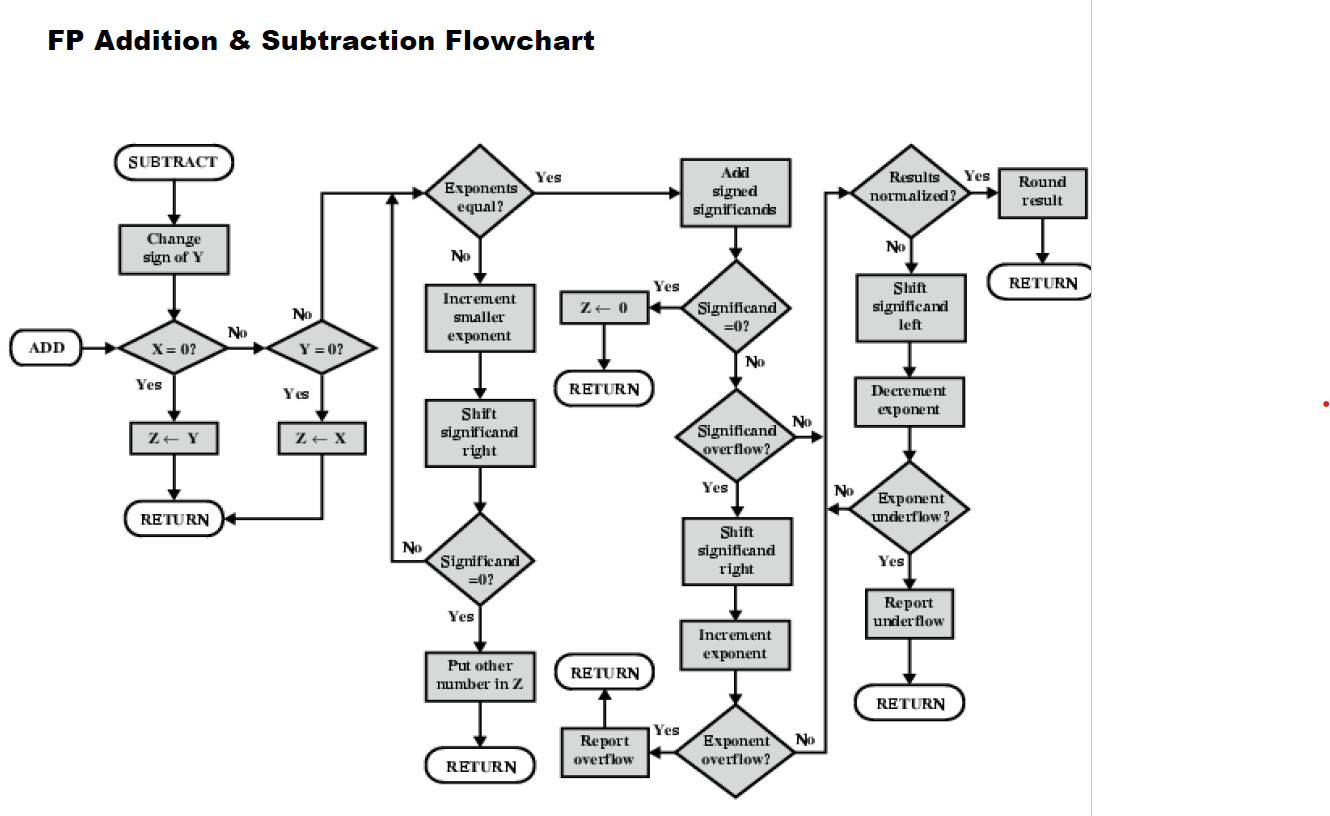 FP Addition & Subtraction Flowchart
SUBTRACT
Change
sign of Y
ADD
X = 0?
No
Yes
Z ← Y
RETURN
No
Y = 0?
Yes
Z ← X
Exponents
equal?
Yes
No
Increment
smaller
exponent
Shift
significand
right
No
Significand
=0?
Yes
Put other
number in Z
RETURN
Add
signed
significands
Yes
Significand
=0?
Z ← 0
RETURN
No
Significand
overflow?
No
Yes
Shift
significand
right
Increment
exponent
Exponent
overflow?
Yes
No
Report
overflow
RETURN
Results
normalized?
Yes
Round
result
RETURN
No
Shift
significand
left
Decrement
exponent
No
Exponent
underflow?
Yes
Report
underflow
RETURN